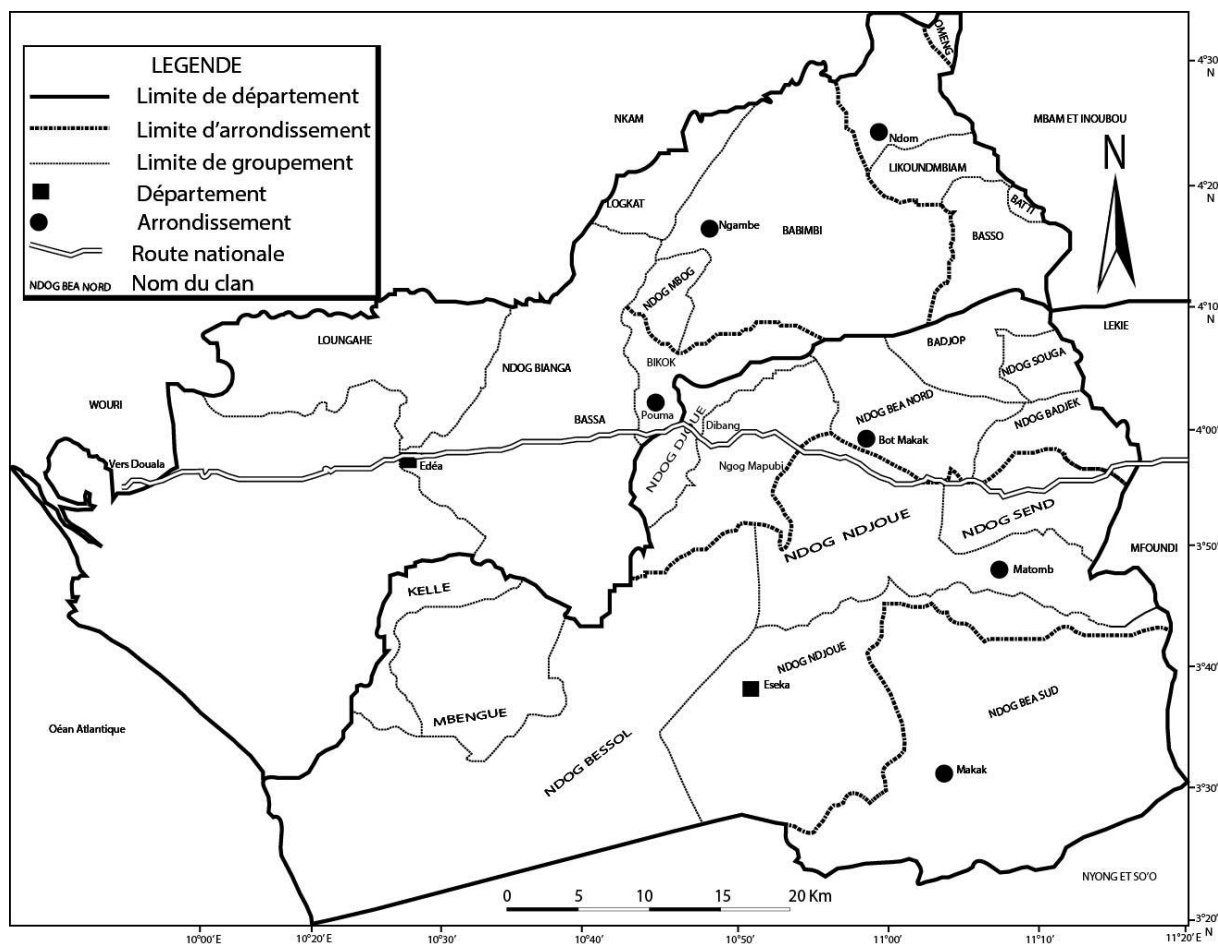 LEGENDE
Limite de département
Limite d'arrondissement
Limite de groupement
Département
Arrondissement
Route nationale
NDOG BEA NORD Nom du clan
OMENG
4°30' N
NKAM
MBAM ET INOUBOU
Ndom
N
LIKOUNDMBIAM
4°20' N
BATTI
LOGKAT
Ngambe
BABIMBI
BASSO
NDOG MBOG
4°10' N
LOUNGAHE
LEKIE
BADJOP
BIKOK
NDOG SOUGA
NDOG BIANGA
WOURI
NDOG BEA NORD
NDOG BADJEK
Pouma
BASSA
NDOG DJOUE
Dibang
4°00' N
Bot Makak
Vers Douala
Edéa
Ngog Mapubi
NDOG SEND
NDOG NDJOUE
3°50' N
MFOUNDI
Matomb
KELLE
NDOG NDJOUE
3°40' N
Eseka
NDOG BEA SUD
MBENGUE
Oéan Atlantique
NDOG BESSOL
Makak
3°30' N
NYONG ET SO'O
0 5 10 15 20 Km
3°20' N
10°00'E 10°20'E 10°30'E 10°40'E 10°50'E 11°00'E 11°10'E 11°20'E